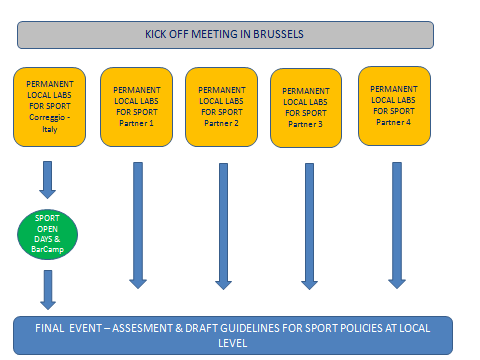 KICK OFF MEETING IN BRUSSELS
PERMANENT
LOCAL LABS
FOR SPORT
Correggio -
Italy
PERMANENT
LOCAL LABS
FOR SPORT
Partner 1
PERMANENT
LOCAL LABS
FOR SPORT
Partner 2
PERMANENT
LOCAL LABS
FOR SPORT
Partner 3
PERMANENT
LOCAL LABS
FOR SPORT
Partner 4
SPORT
OPEN
DAYS &
BarCamp
FINAL EVENT – ASSESMENT & DRAFT GUIDELINES FOR SPORT POLICIES AT LOCAL
LEVEL